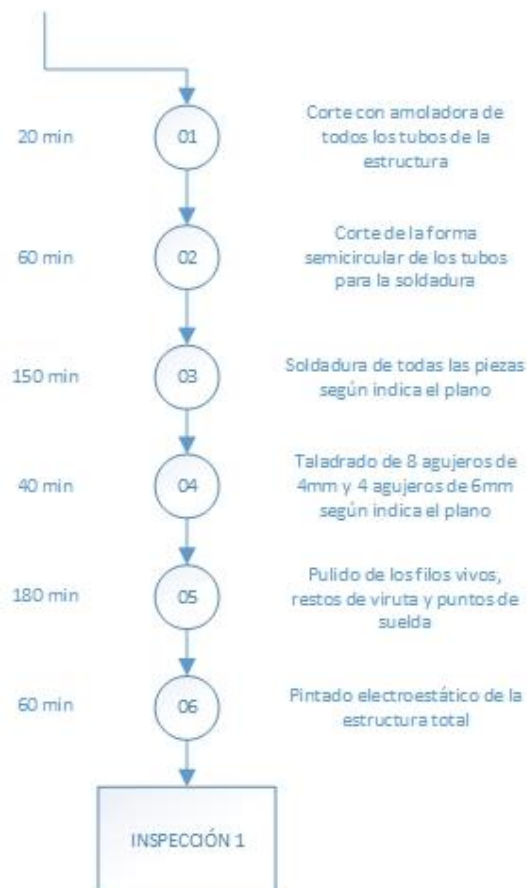 20 min
01
Corte con amoladora de
todos los tubos de la
estructura
60 min
02
Corte de la forma
semicircular de los tubos
para la soldadura
150 min
03
Soldadura de todas las piezas
según indica el plano
40 min
04
Taladrado de 8 agujeros de
4mm y 4 agujeros de 6mm
según indica el plano
180 min
05
Pulido de los filos vivos,
restos de viruta y puntos de
suelda
60 min
06
Pintado electroestático de la
estructura total
INSPECCIÓN 1